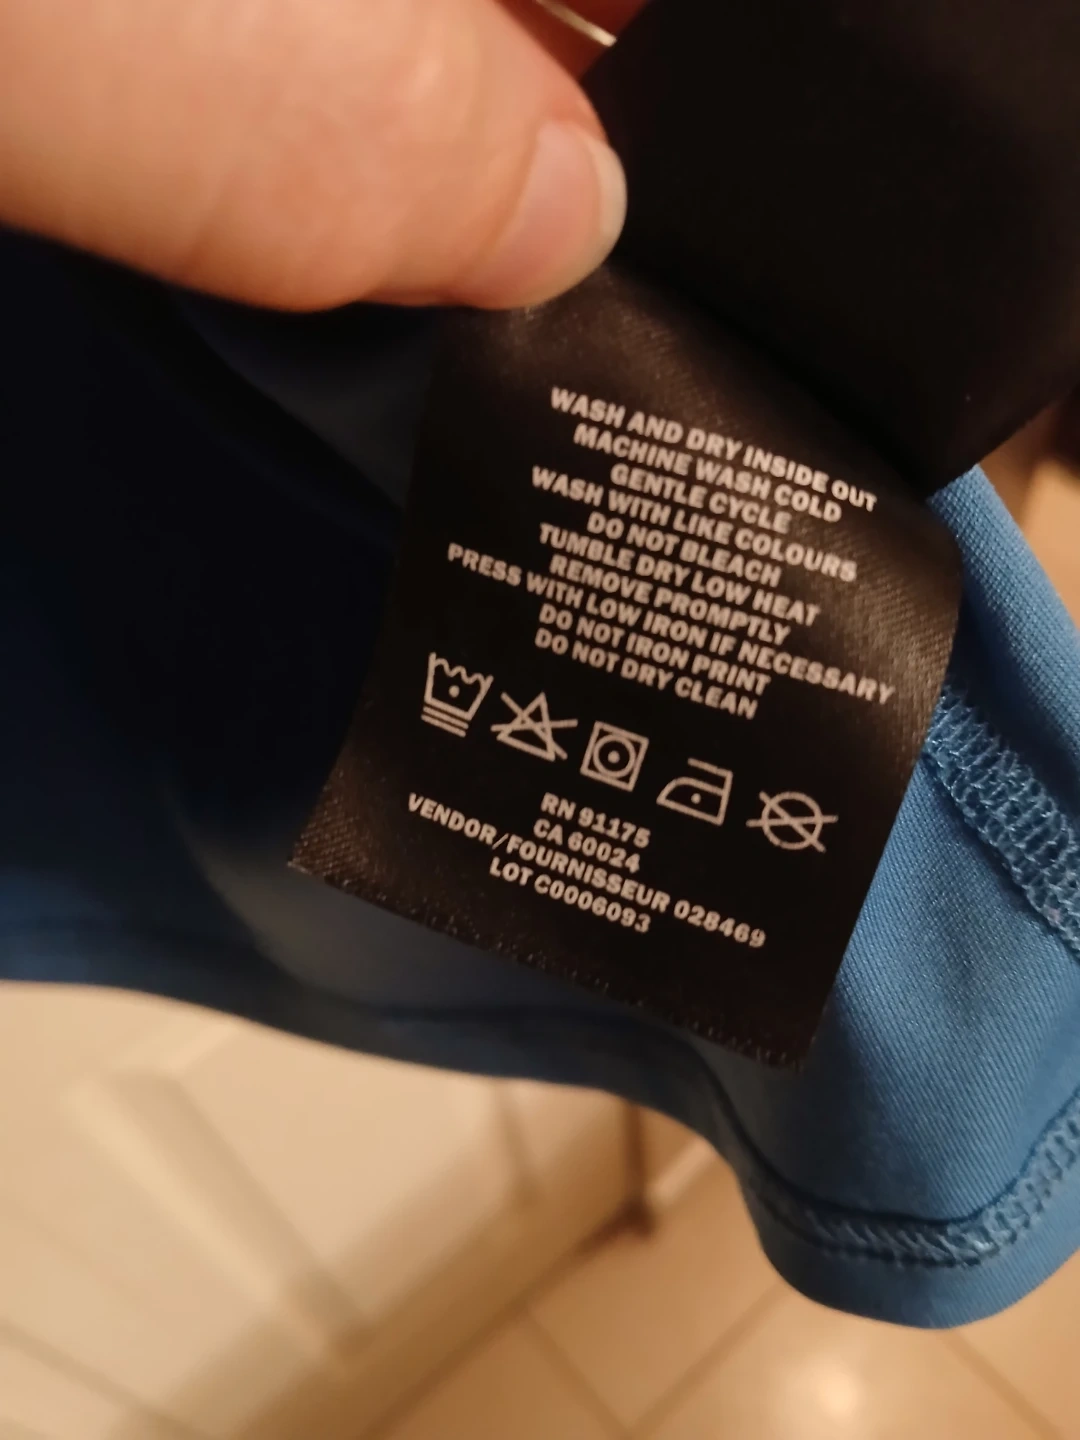 WASH AND DRY INSIDE OUT
MACHINE WASH COLD
GENTLE CYCLE
WASH WITH LIKE COLOURS
DO NOT BLEACH
TUMBLE DRY LOW HEAT
REMOVE PROMPTLY
PRESS WITH LOW IRON IF NECESSARY
DO NOT IRON PRINT
DO NOT DRY CLEAN
RN 91175
CA 60024
VENDOR/FOURNISSEUR 028469
LOT C0006093